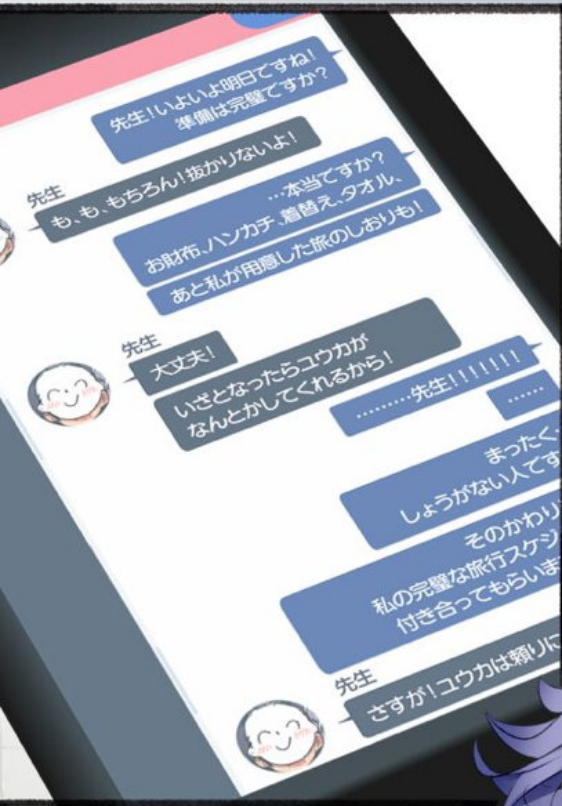 先生!いよいよ明日ですね!
準備は完璧ですか?
先生
も、も、もちろん!抜かりないよ!
…本当ですか?
お財布、ハンカチ、着替え、タオル、
あと私が用意した旅のしおりも!
先生
大丈夫!
いざとなったらユウカが
なんとかしてくれるから!
………先生!!!!!!!
……
まったく…
しょうがない人です
そのかわり
私の完璧な旅行スケジ
付き合ってもらいま
先生
さすが!ユウカは頼りに